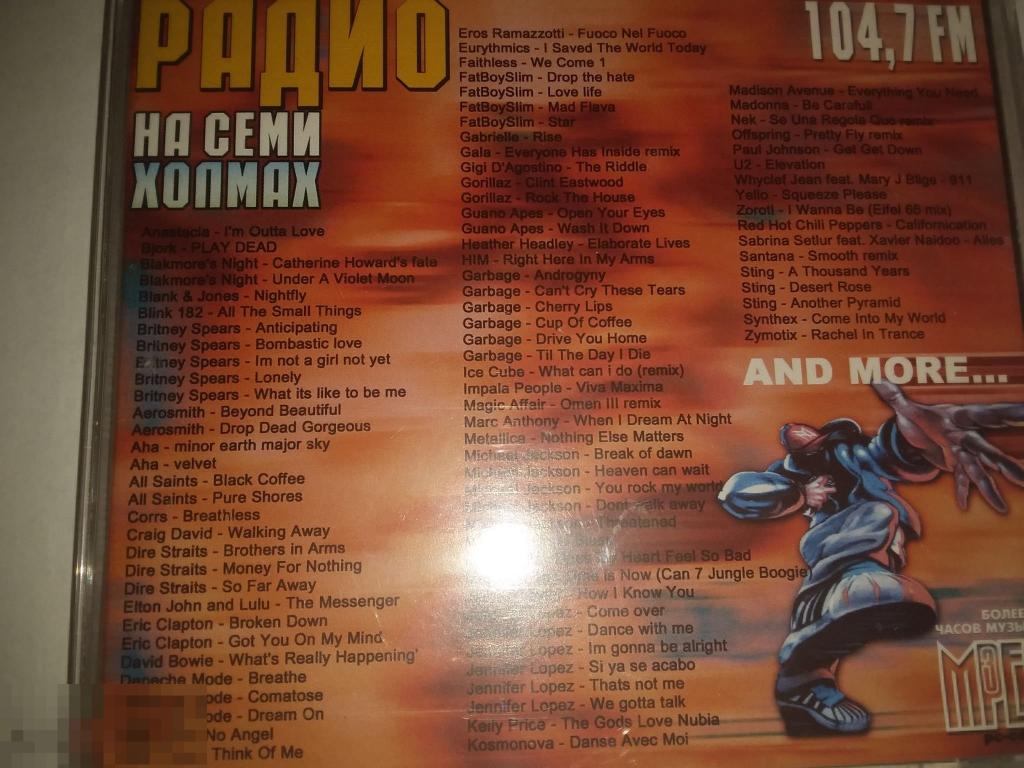 РАДИО
НА СЕМИ
ХОЛМАХ
104,7 FM
Anastacia - I'm Outta Love
Bjork - PLAY DEAD
Blakmore's Night - Catherine Howard's fate
Blakmore's Night - Under A Violet Moon
Blank & Jones - Nightfly
Blink 182 - All The Small Things
Britney Spears - Anticipating
Britney Spears - Bombastic love
Britney Spears - Im not a girl not yet
Britney Spears - Lonely
Britney Spears - What its like to be me
Aerosmith - Beyond Beautiful
Aerosmith - Drop Dead Gorgeous
Aha - minor earth major sky
Aha - velvet
All Saints - Black Coffee
All Saints - Pure Shores
Corrs - Breathless
Craig David - Walking Away
Dire Straits - Brothers in Arms
Dire Straits - Money For Nothing
Dire Straits - So Far Away
Elton John and Lulu - The Messenger
Eric Clapton - Broken Down
Eric Clapton - Got You On My Mind
David Bowie - What's Really Happening'
Depeche Mode - Breathe
ode - Comatose
ode - Dream On
No Angel
Think Of Me
Eros Ramazzotti - Fuoco Nel Fuoco
Eurythmics - I Saved The World Today
Faithless - We Come 1
FatBoySlim - Drop the hate
FatBoySlim - Love life
FatBoySlim - Mad Flava
FatBoySlim - Star
Gabrielle - Rise
Gala - Everyone Has Inside remix
Gigi D'Agostino - The Riddle
Gorillaz - Clint Eastwood
Gorillaz - Rock The House
Guano Apes - Open Your Eyes
Guano Apes - Wash It Down
Heather Headley - Elaborate Lives
HIM - Right Here In My Arms
Garbage - Androgyny
Garbage - Can't Cry These Tears
Garbage - Cherry Lips
Garbage - Cup Of Coffee
Garbage - Drive You Home
Garbage - Til The Day I Die
Ice Cube - What can i do (remix)
Impala People - Viva Maxima
Magic Affair - Omen III remix
Marc Anthony - When I Dream At Night
Metallica - Nothing Else Matters
Michael Jackson - Break of dawn
Michael Jackson - Heaven can wait
Michael Jackson - You rock my world
Jackson - Dont walk away
Threatened
Heart Feel So Bad
Time Is Now (Can 7 Jungle Boogie)
How I Know You
Lopez - Come over
Jennifer Lopez - Dance with me
Jennifer Lopez - Im gonna be alright
Jennifer Lopez - Si ya se acabo
Jennifer Lopez - Thats not me
Jennifer Lopez - We gotta talk
Kelly Price - The Gods Love Nubia
Kosmonova - Danse Avec Moi
Madison Avenue - Everything You Need
Madonna - Be Carefull
Nek - Se Una Regola Que remix
Offspring - Pretty Fly remix
Paul Johnson - Get Get Down
U2 - Elevation
Whyclef Jean feat. Mary J Blige - 911
Yello - Squeeze Please
Zoroti - I Wanna Be (Eifel 65 mix)
Red Hot Chili Peppers - Californication
Sabrina Setlur feat. Xavier Naidoo - Alles
Santana - Smooth remix
Sting - A Thousand Years
Sting - Desert Rose
Sting - Another Pyramid
Synthex - Come Into My World
Zymotix - Rachel In Trance
AND MORE...
БОЛЕЕ
ЧАСОВ МУЗЫ